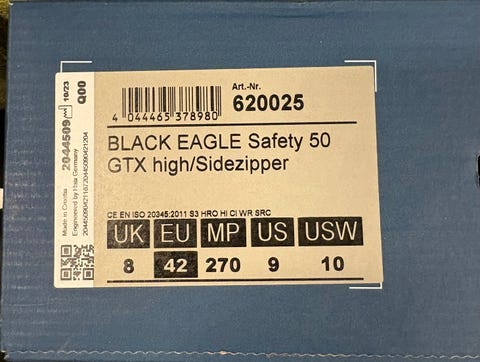 Art.-Nr.
620025
4 044465 378980
BLACK EAGLE Safety 50
GTX high/Sidezipper
CE EN ISO 20345:2011 S3 HRO HI CI WR SRC
UK EU MP US USW
8 42 270 9 10
Q00
2044509 10/23
Made in Croatia
Engineered by Haix Germany